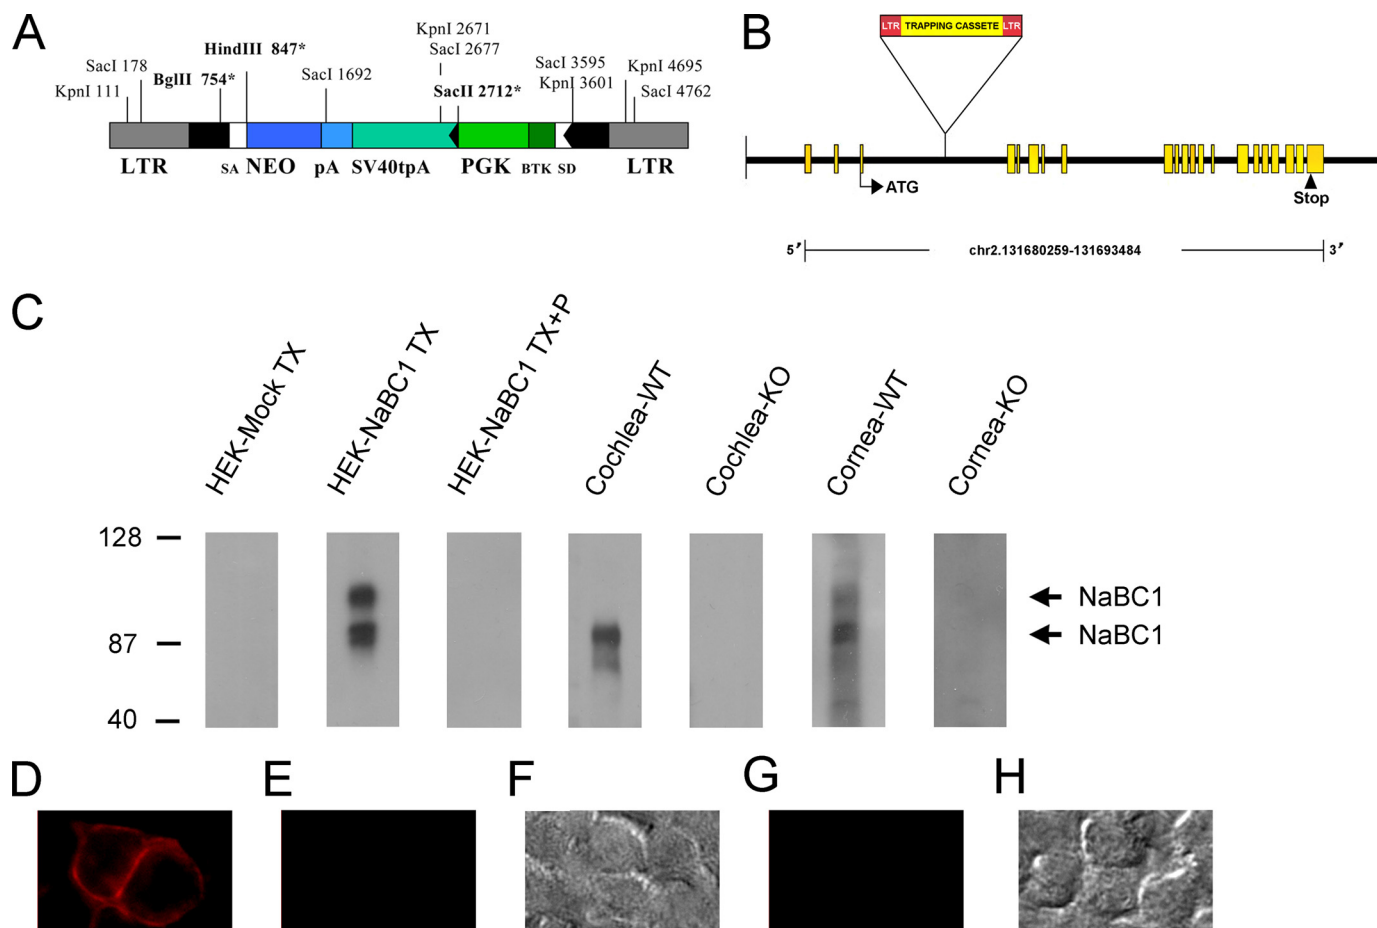 A
KpnI 2671
SacI 2677
HindIII 847*
SacI 178
BglII 754*
SacI 1692
SacI 3595
KpnI 4695
KpnI 111
SacII 2712*
KpnI 3601
SacI 4762
LTR SA NEO pA SV40tpA PGK BTK SD LTR
B
LTR TRAPPING CASSETE LTR
ATG
Stop
5′ chr2.131680259-131693484 3′
C
HEK-Mock TX
HEK-NaBC1 TX
HEK-NaBC1 TX+P
Cochlea-WT
Cochlea-KO
Cornea-WT
Cornea-KO
128
NaBC1
87
NaBC1
40
D E F G H